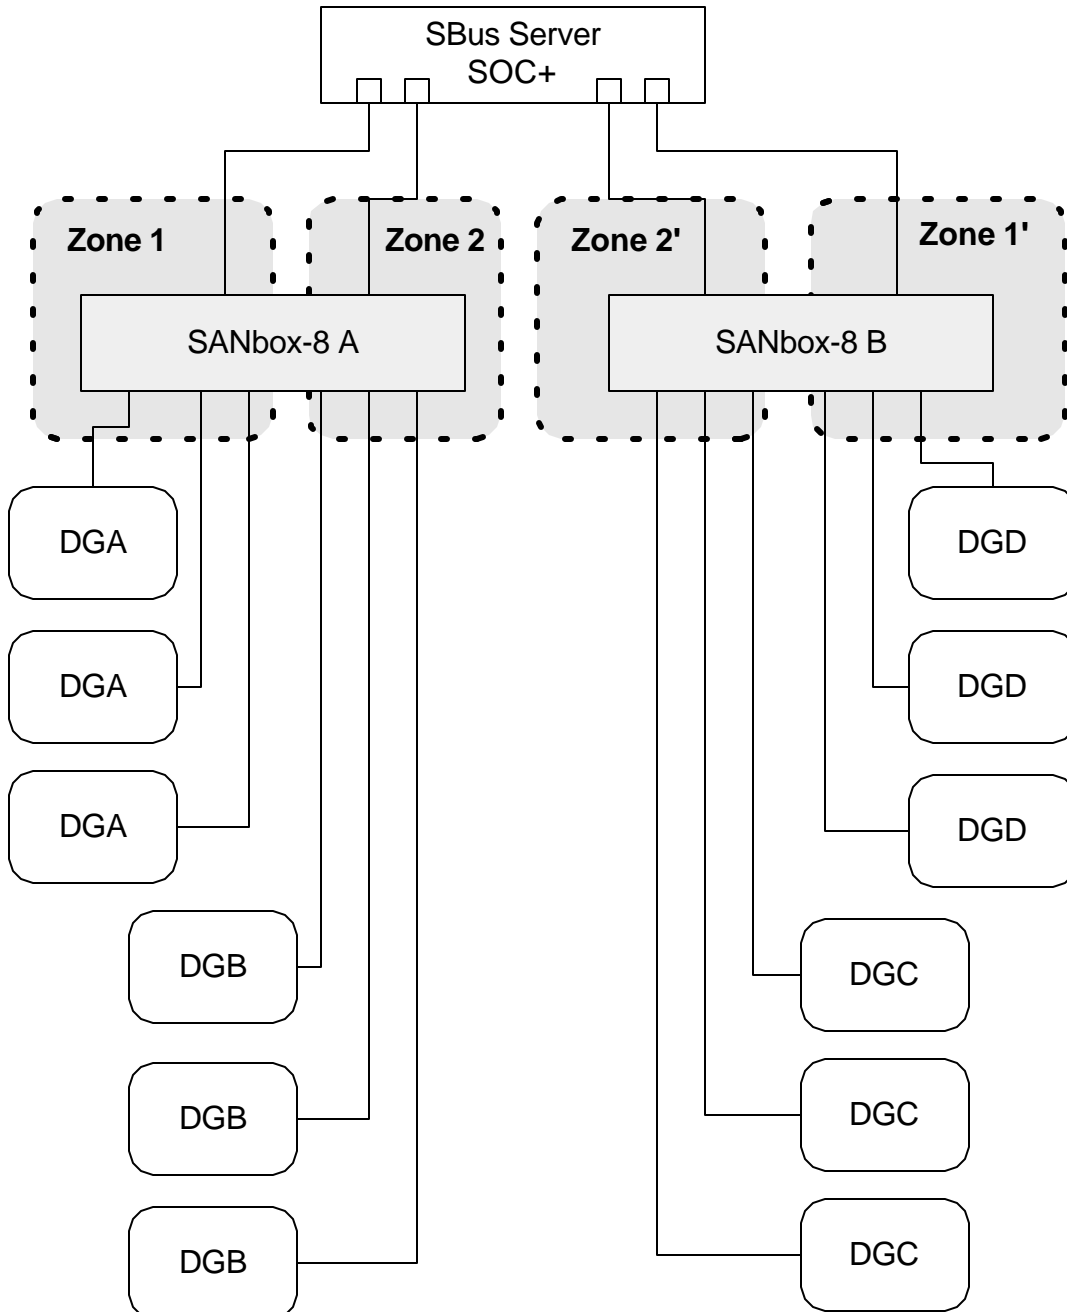 SBus Server
SOC+
Zone 1
Zone 2
Zone 2'
Zone 1'
SANbox-8 A
SANbox-8 B
DGA
DGD
DGA
DGD
DGA
DGD
DGB
DGC
DGB
DGC
DGB
DGC